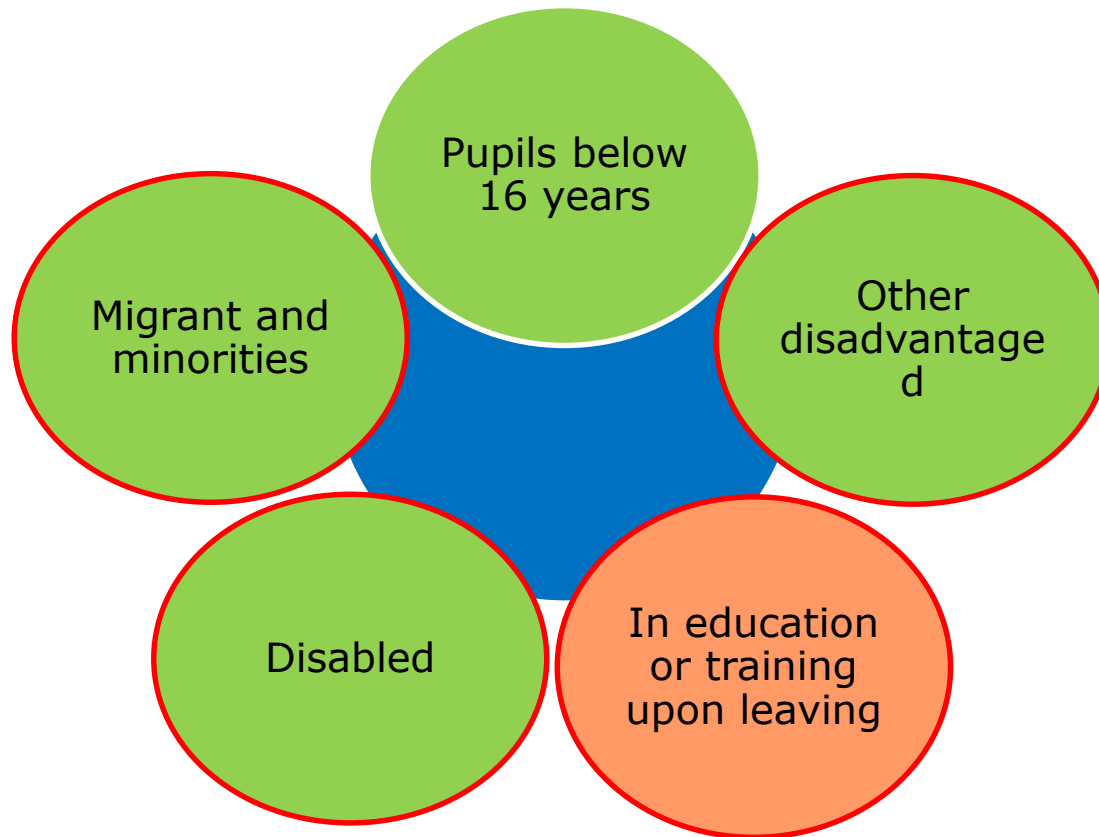 Pupils below
16 years
Migrant and
minorities
Other
disadvantage
d
Disabled
In education
or training
upon leaving